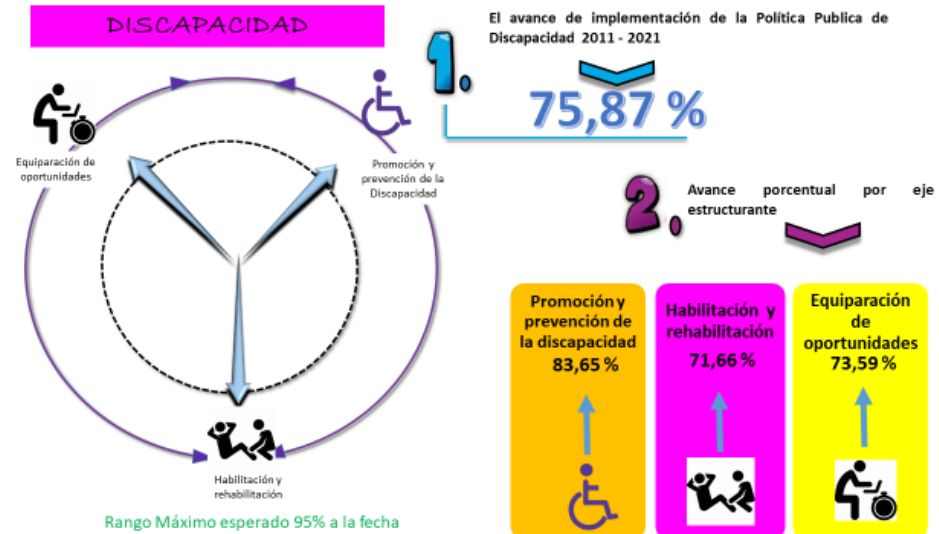 DISCAPACIDAD
Equiparación de
oportunidades
Promoción y
prevención de la
Discapacidad
Habilitación y
rehabilitación
Rango Máximo esperado 95% a la fecha
1.
El avance de implementación de la Política Publica de
Discapacidad 2011 - 2021
75,87 %
2.
Avance porcentual por eje
estructurante
Promoción y
prevención de
la discapacidad
83,65 %
Habilitación y
rehabilitación
71,66 %
Equiparación
de
oportunidades
73,59 %